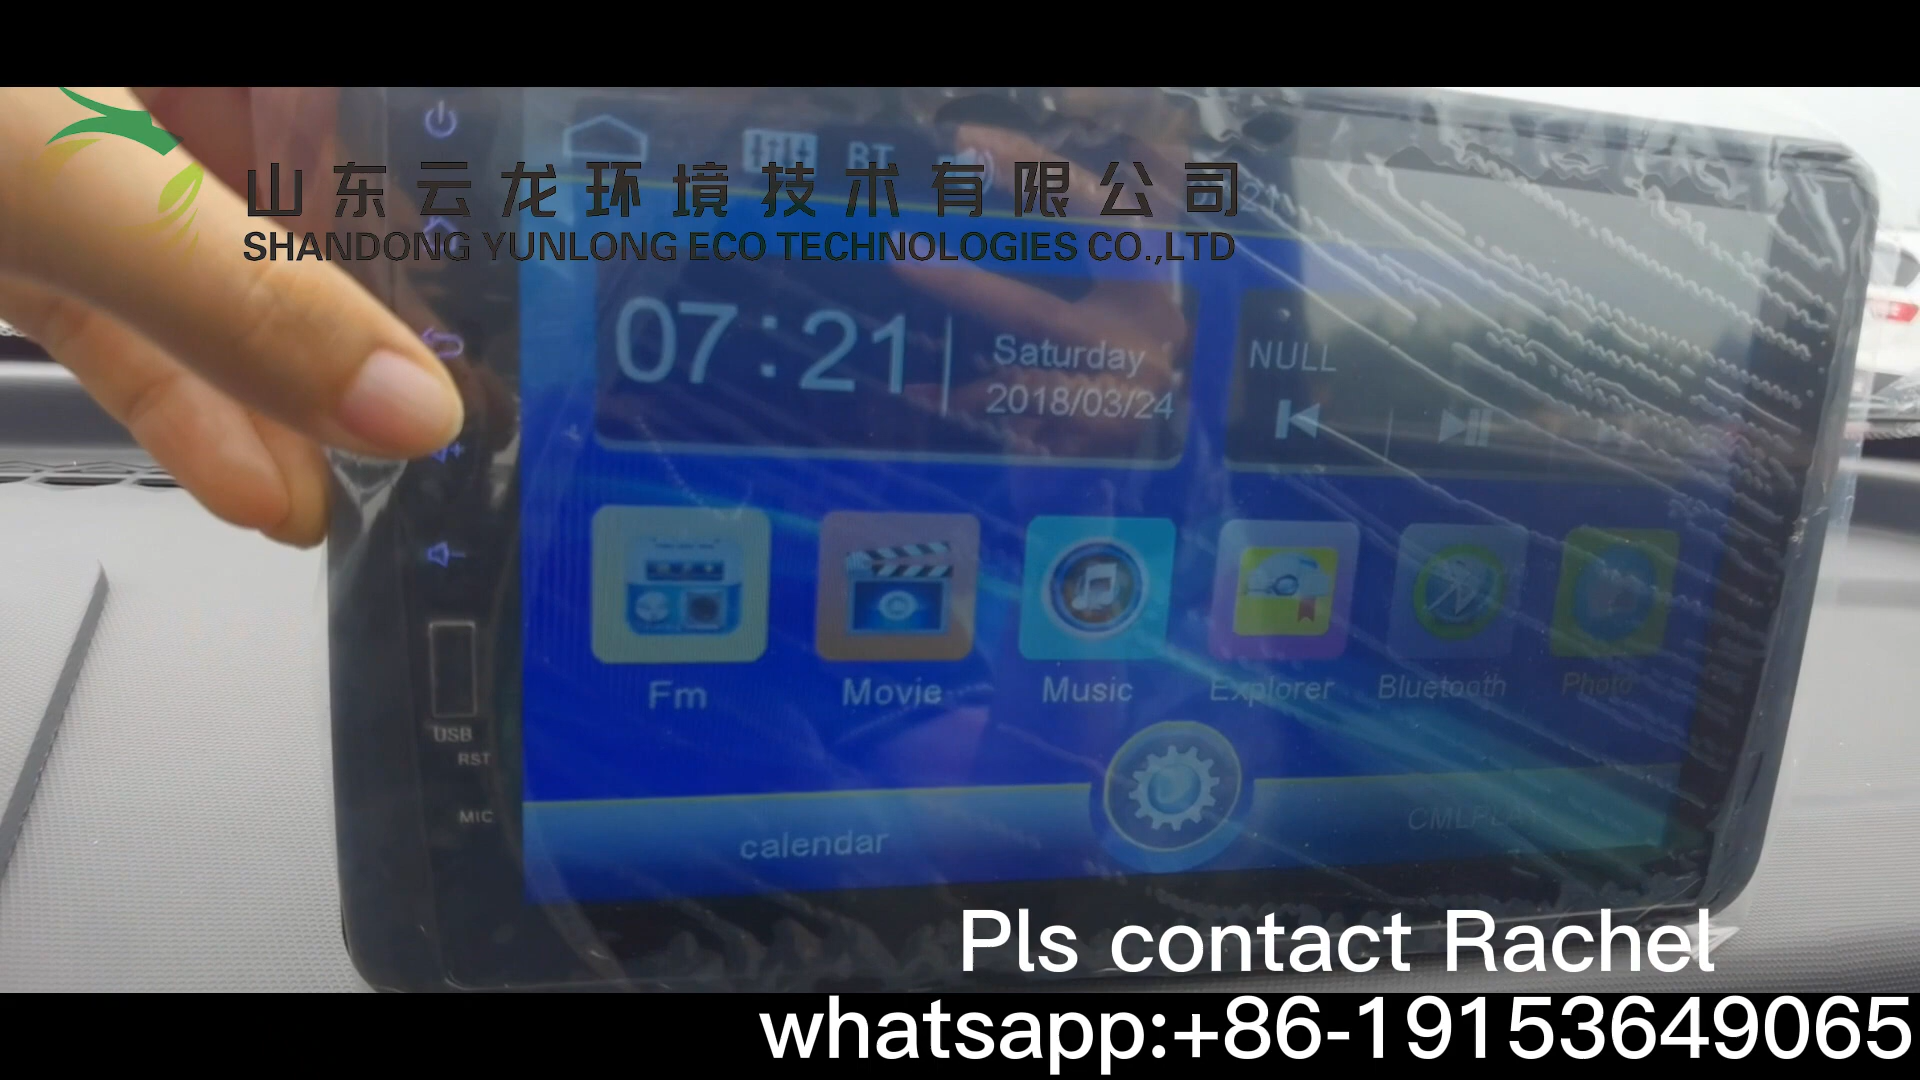 山东云龙环境技术有限公司
SHANDONG YUNLONG ECO TECHNOLOGIES CO.,LTD
BT
07:21
Saturday
2018/03/24
NULL
Fm
Movie
Music
Explorer
Bluetooth
Photo
USB
RST
MIC
calendar
Pls contact Rachel
whatsapp:+86-19153649065